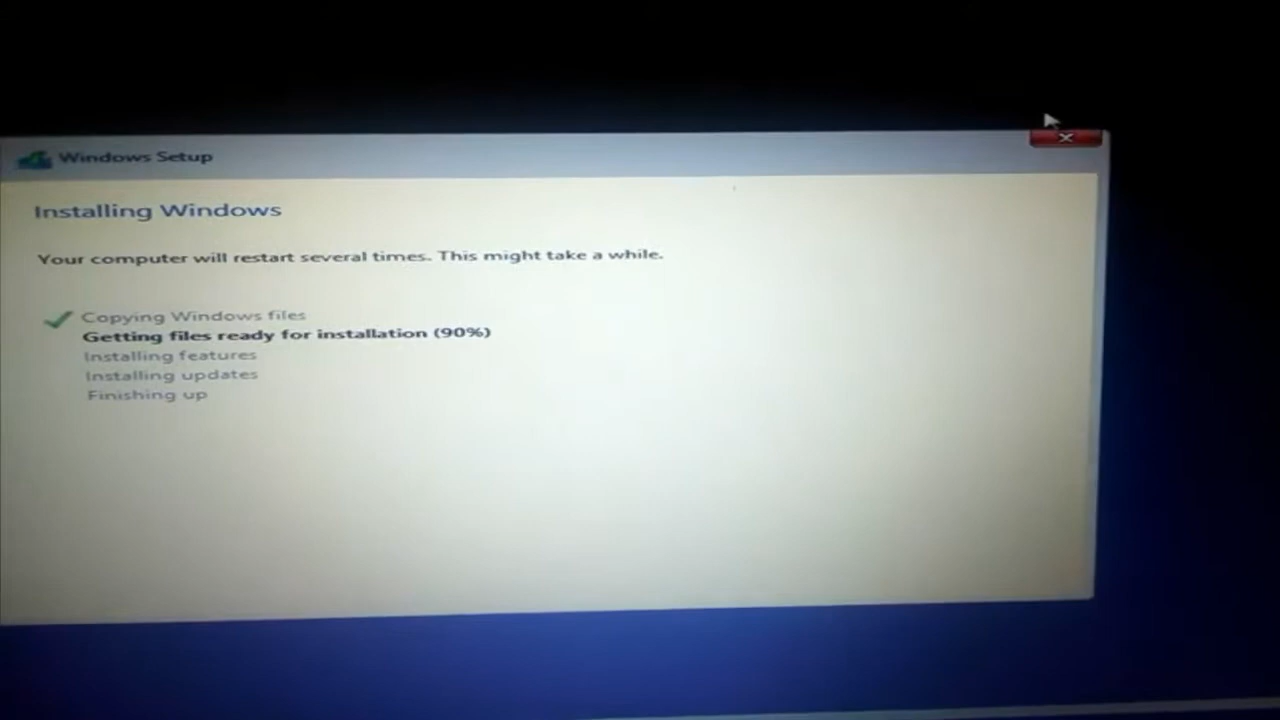 Windows Setup
Installing Windows
Your computer will restart several times. This might take a while.
Copying Windows files
Getting files ready for installation (90%)
Installing features
Installing updates
Finishing up